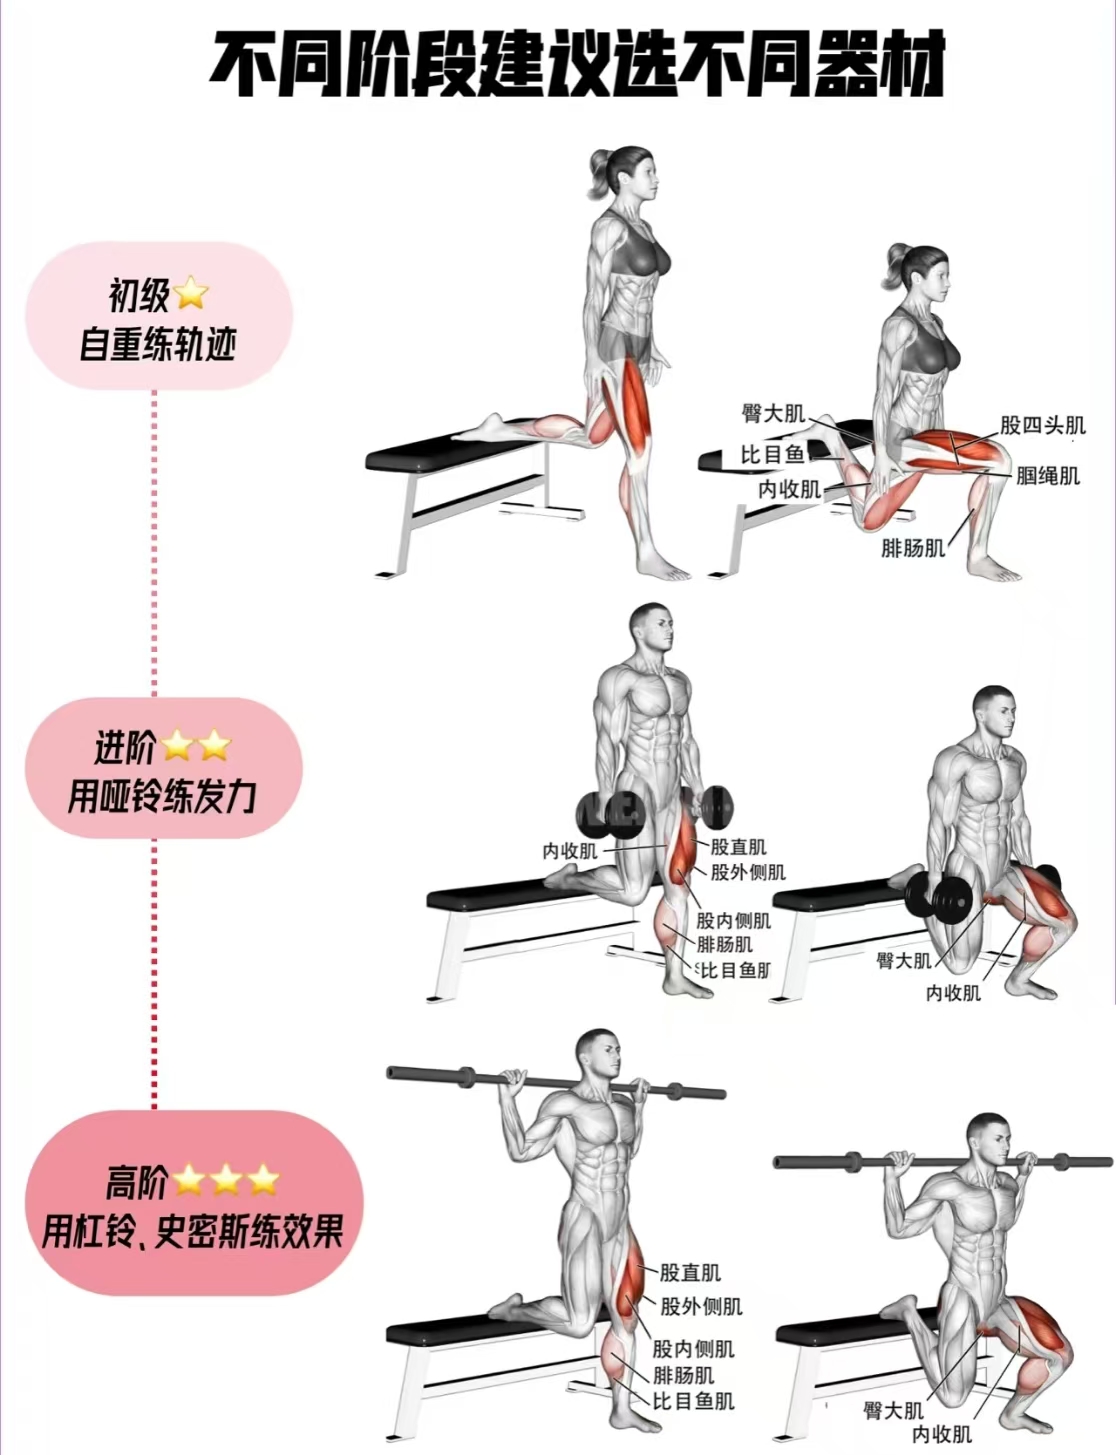 不同阶段建议选不同器材
初级⭐
自重练轨迹
臀大肌
比目鱼
内收肌
股四头肌
腘绳肌
腓肠肌
进阶⭐⭐
用哑铃练发力
内收肌
股直肌
股外侧肌
股内侧肌
腓肠肌
比目鱼肌
臀大肌
内收肌
高阶⭐⭐⭐
用杠铃、史密斯练效果
股直肌
股外侧肌
股内侧肌
腓肠肌
比目鱼肌
臀大肌
内收肌